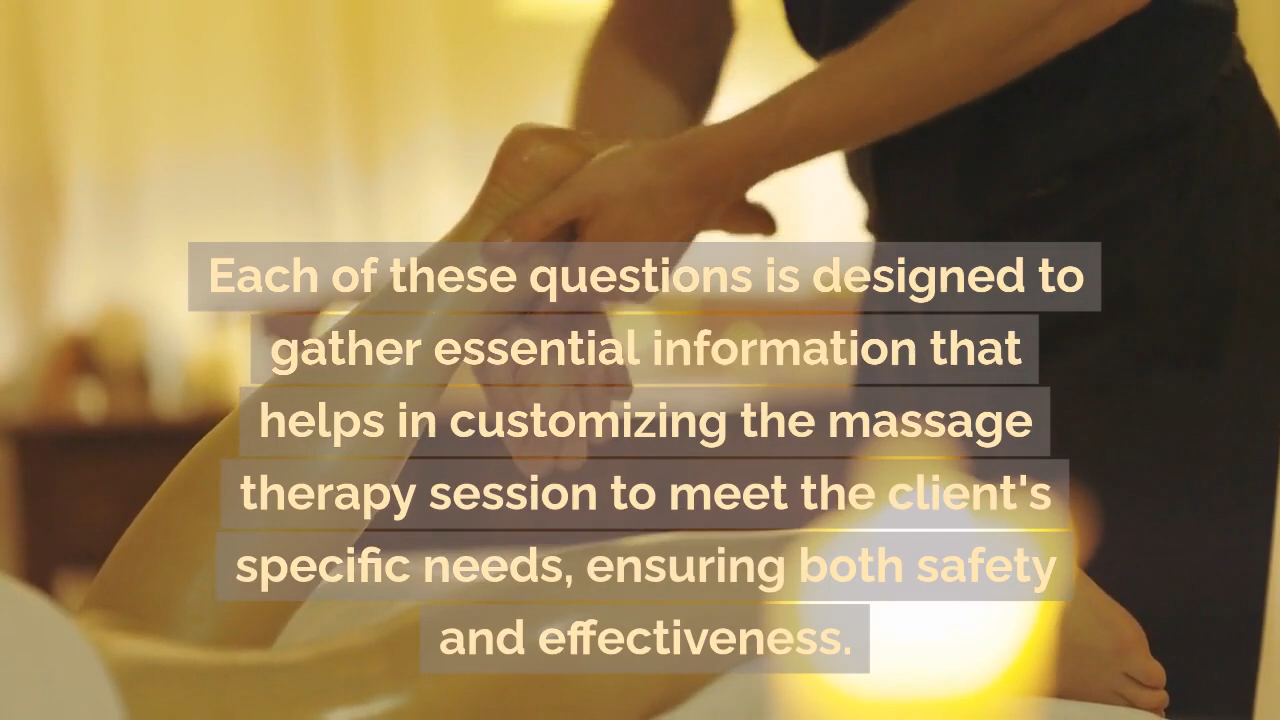 Each of these questions is designed to
gather essential information that
helps in customizing the massage
therapy session to meet the client's
specific needs, ensuring both safety
and effectiveness.